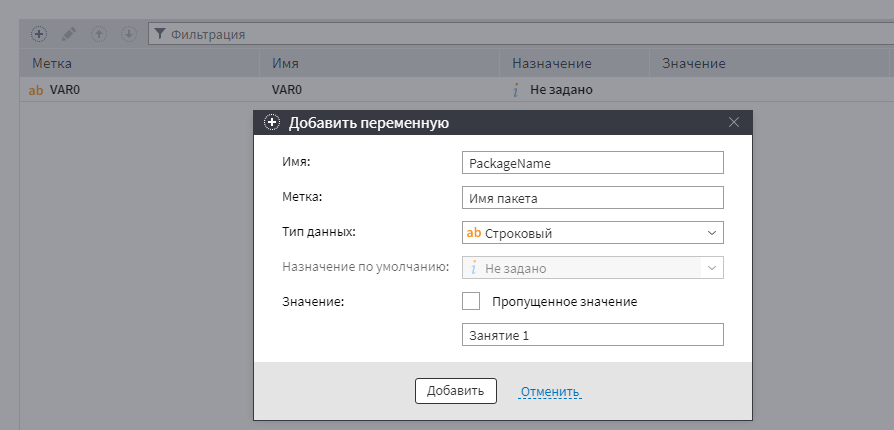 Фильтрация
Метка Имя Назначение Значение
ab VAR0 VAR0 i Не задано
Добавить переменную
Имя: PackageName
Метка: Имя пакета
Тип данных: ab Строковый
Назначение по умолчанию: i Не задано
Значение: Пропущенное значение
Занятие 1
Добавить Отменить